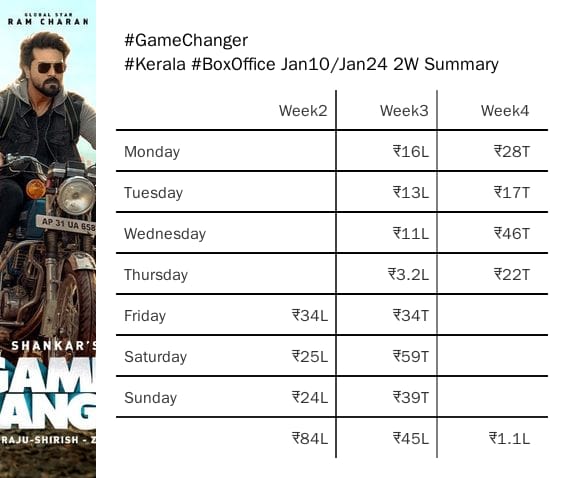 GLOBAL STAR
RAM CHARAN
AP 31 UA 658
SHANKAR'S
GAM
ANG
RAJU-SHIRISH - Z
#GameChanger
#Kerala #BoxOffice Jan10/Jan24 2W Summary
Week2 Week3 Week4
Monday ₹16L ₹28T
Tuesday ₹13L ₹17T
Wednesday ₹11L ₹46T
Thursday ₹3.2L ₹22T
Friday ₹34L ₹34T
Saturday ₹25L ₹59T
Sunday ₹24L ₹39T
₹84L ₹45L ₹1.1L